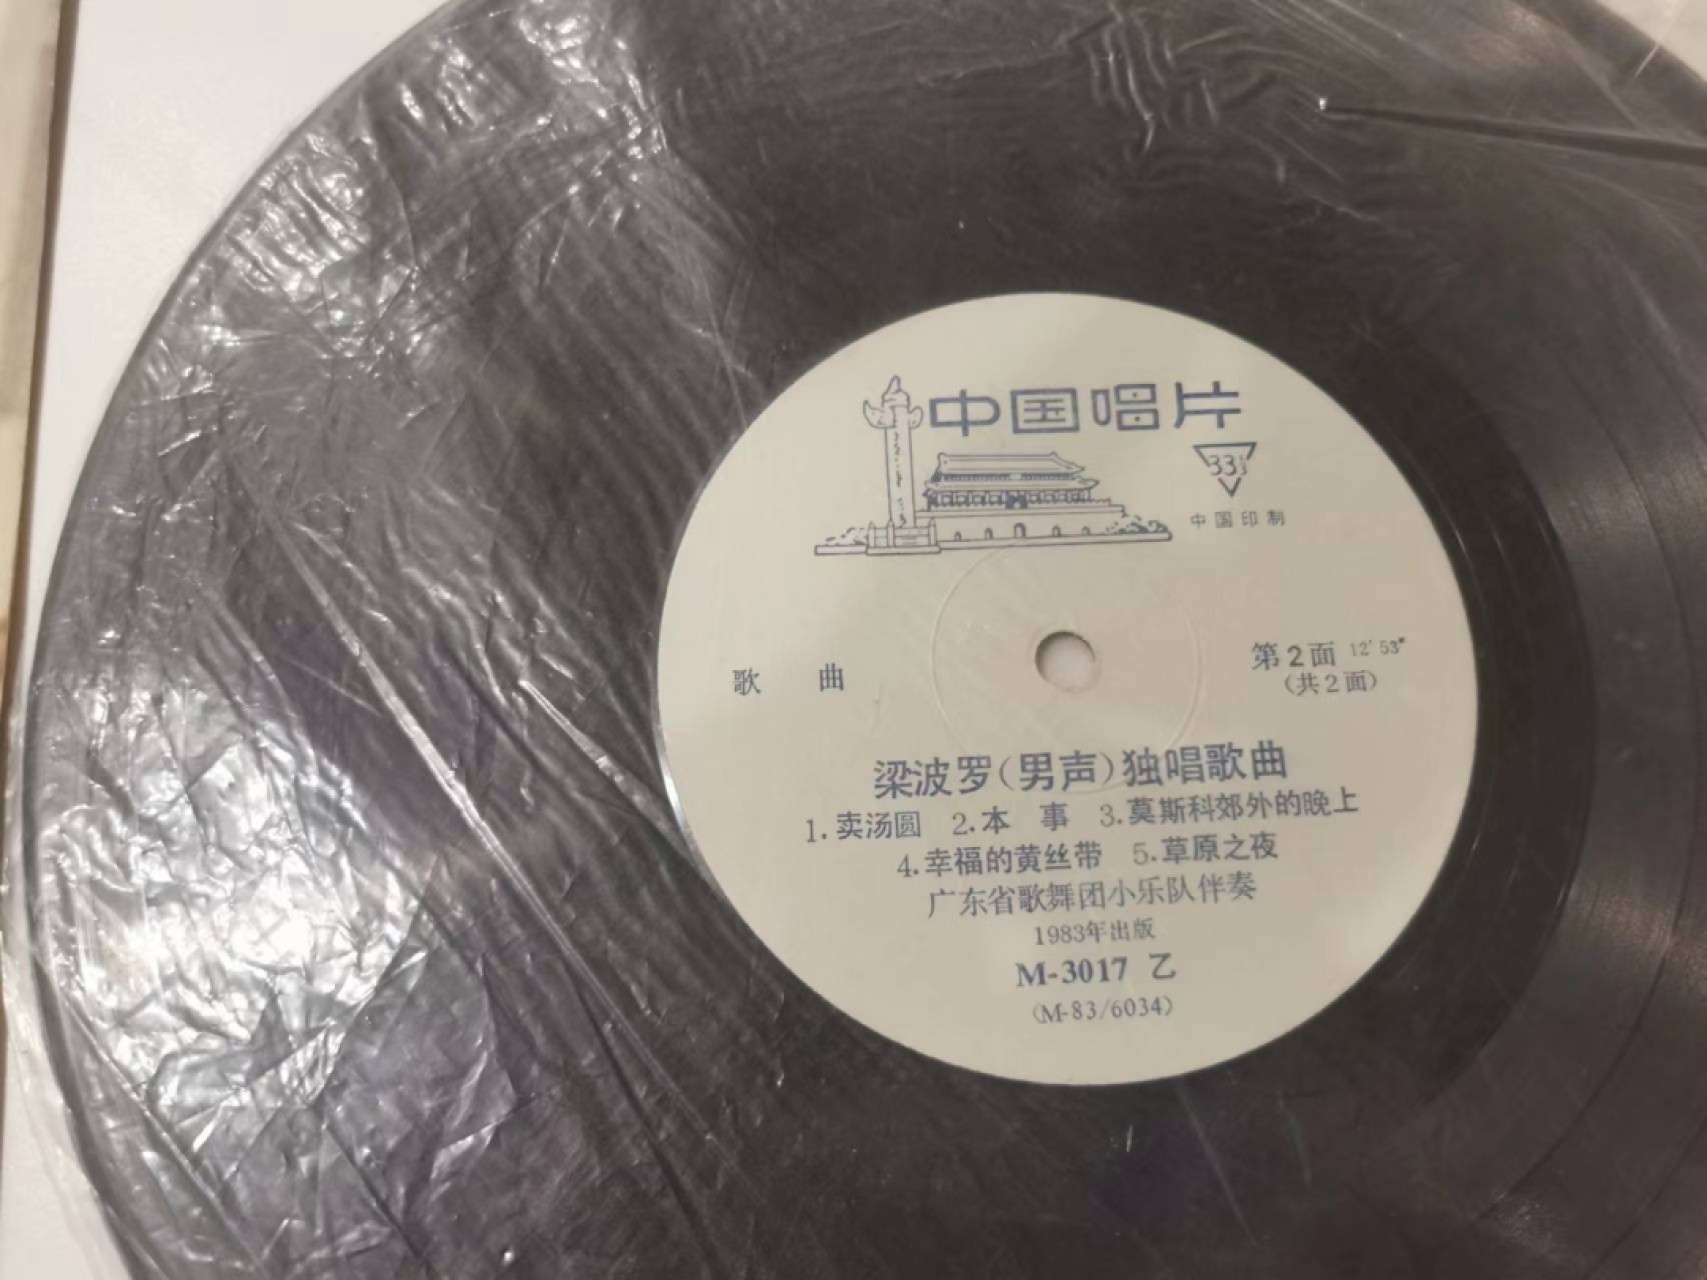 中国唱片
33⅓
中国印制
歌 曲
第2面 12′53″
(共2面)
梁波罗(男声)独唱歌曲
1.卖汤圆 2.本 事 3.莫斯科郊外的晚上
4.幸福的黄丝带 5.草原之夜
广东省歌舞团小乐队伴奏
1983年出版
M-3017 乙
(M-83/6034)